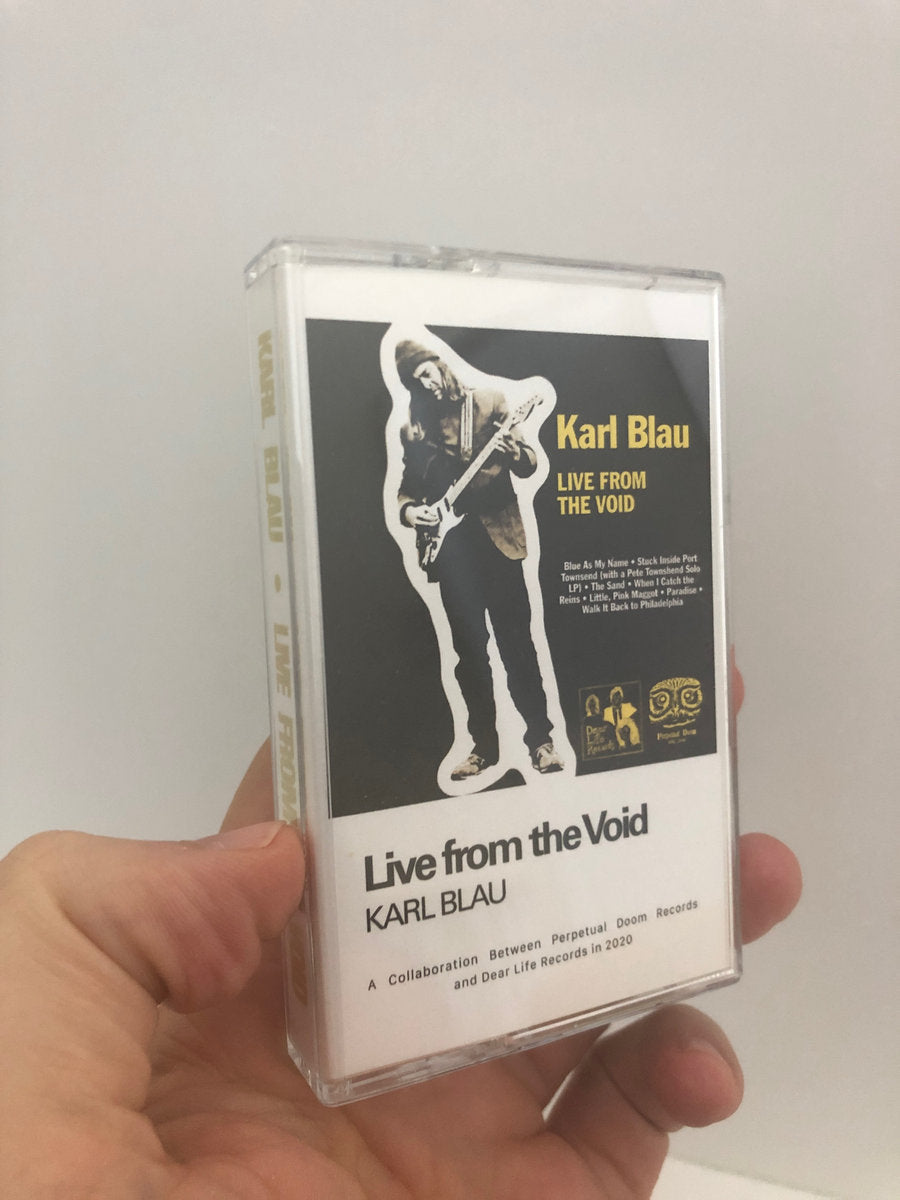 KARL BLAU • LIVE FROM
Karl Blau
LIVE FROM
THE VOID
Blue As My Name • Stuck Inside Port
Townsend (with a Pete Townshend Solo
LP) • The Sand • When I Catch the
Reins • Little, Pink Maggot • Paradise •
Walk It Back to Philadelphia
Dear
Life
Records
Perpetual Doom
Live from the Void
KARL BLAU
A Collaboration Between Perpetual Doom Records
and Dear Life Records in 2020